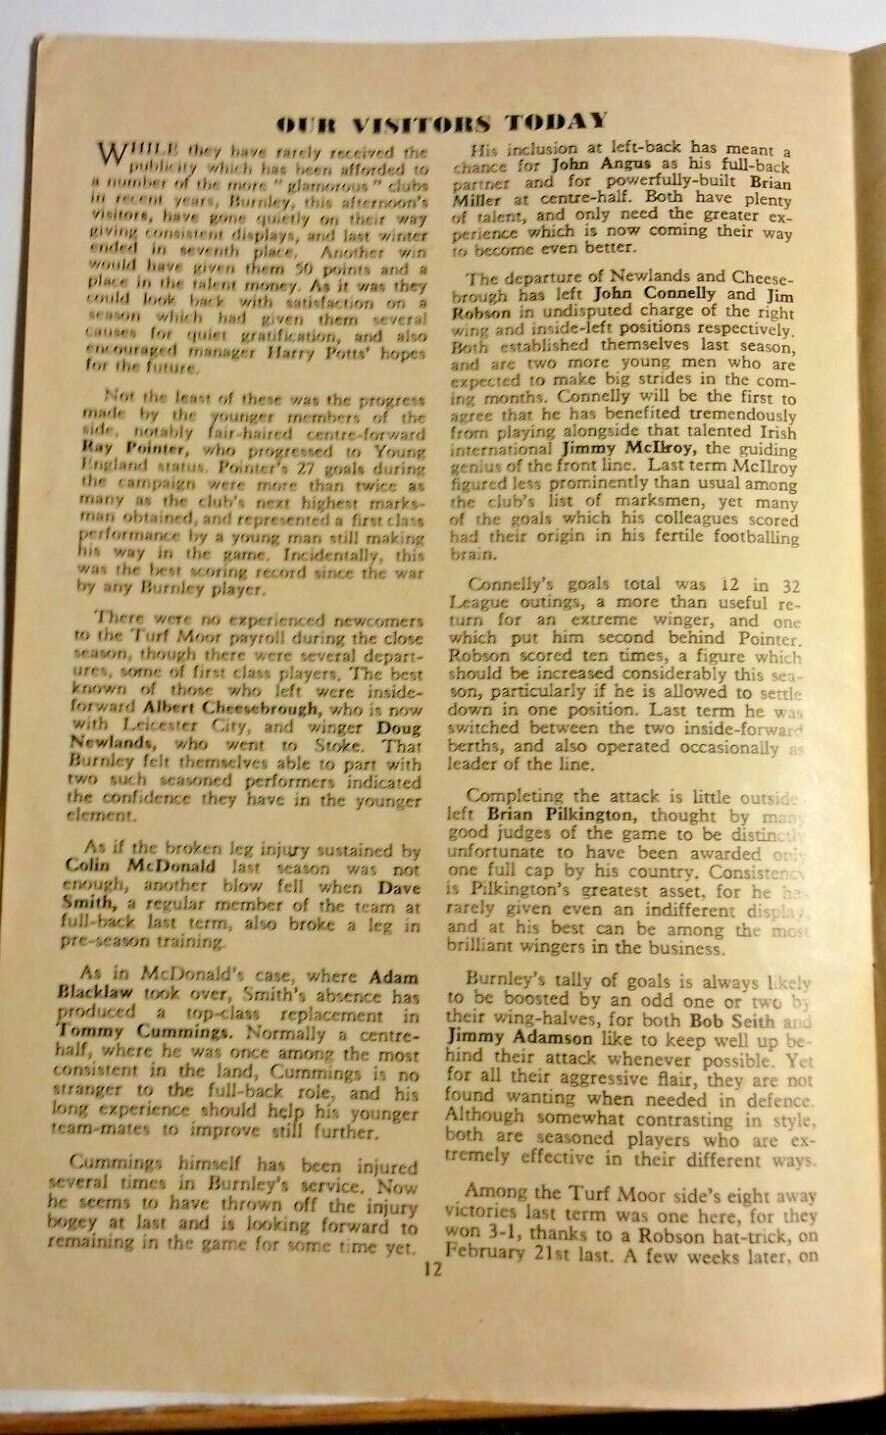 OUR VISITORS TODAY
WHILE they have rarely received the
publicity which has been afforded to
a number of the more "glamorous" clubs
in recent years, Burnley, this afternoon's
visitors, have gone quietly on their way
giving consistent displays, and last winter
ended in seventh place. Another win
would have given them 50 points and a
place in the talent money. As it was they
could look back with satisfaction on a
season which had given them several
causes for quiet gratification, and also
encouraged manager Harry Potts' hopes
for the future.
Not the least of these was the progress
made by the younger members of the
side, notably fair-haired centre-forward
Ray Pointer, who progressed to Young
England status. Pointer's 27 goals during
the campaign were more than twice as
many as the club's next highest marks-
man obtained, and represented a first class
performance by a young man still making
his way in the game. Incidentally, this
was the best scoring record since the war
by any Burnley player.
There were no experienced newcomers
to the Turf Moor payroll during the close
season, though there were several depart-
ures, some of first class players. The best
known of those who left were inside-
forward Albert Cheesebrough, who is now
with Leicester City, and winger Doug
Newlands, who went to Stoke. That
Burnley felt themselves able to part with
two such seasoned performers indicated
the confidence they have in the younger
element.
As if the broken leg injury sustained by
Colin McDonald last season was not
enough, another blow fell when Dave
Smith, a regular member of the team at
full-back last term, also broke a leg in
pre-season training.
As in McDonald's case, where Adam
Blacklaw took over, Smith's absence has
produced a top-class replacement in
Tommy Cummings. Normally a centre-
half, where he was once among the most
consistent in the land, Cummings is no
stranger to the full-back role, and his
long experience should help his younger
team-mates to improve still further.
Cummings himself has been injured
several times in Burnley's service. Now
he seems to have thrown off the injury
bogey at last and is looking forward to
remaining in the game for some time yet.
His inclusion at left-back has meant a
chance for John Angus as his full-back
partner and for powerfully-built Brian
Miller at centre-half. Both have plenty
of talent, and only need the greater ex-
perience which is now coming their way
to become even better.
The departure of Newlands and Cheese-
brough has left John Connelly and Jim
Robson in undisputed charge of the right
wing and inside-left positions respectively.
Both established themselves last season,
and are two more young men who are
expected to make big strides in the com-
ing months. Connelly will be the first to
agree that he has benefited tremendously
from playing alongside that talented Irish
international Jimmy McIlroy, the guiding
genius of the front line. Last term McIlroy
figured less prominently than usual among
the club's list of marksmen, yet many
of the goals which his colleagues scored
had their origin in his fertile footballing
brain.
Connelly's goals total was 12 in 32
League outings, a more than useful re-
turn for an extreme winger, and one
which put him second behind Pointer.
Robson scored ten times, a figure which
should be increased considerably this sea-
son, particularly if he is allowed to settle
down in one position. Last term he was
switched between the two inside-forward
berths, and also operated occasionally as
leader of the line.
Completing the attack is little outside-
left Brian Pilkington, thought by many
good judges of the game to be distinctly
unfortunate to have been awarded only
one full cap by his country. Consistency
is Pilkington's greatest asset, for he has
rarely given even an indifferent display,
and at his best can be among the most
brilliant wingers in the business.
Burnley's tally of goals is always likely
to be boosted by an odd one or two by
their wing-halves, for both Bob Seith and
Jimmy Adamson like to keep well up be-
hind their attack whenever possible. Yet
for all their aggressive flair, they are not
found wanting when needed in defence.
Although somewhat contrasting in style,
both are seasoned players who are ex-
tremely effective in their different ways.
Among the Turf Moor side's eight away
victories last term was one here, for they
won 3-1, thanks to a Robson hat-trick, on
February 21st last. A few weeks later, on
12